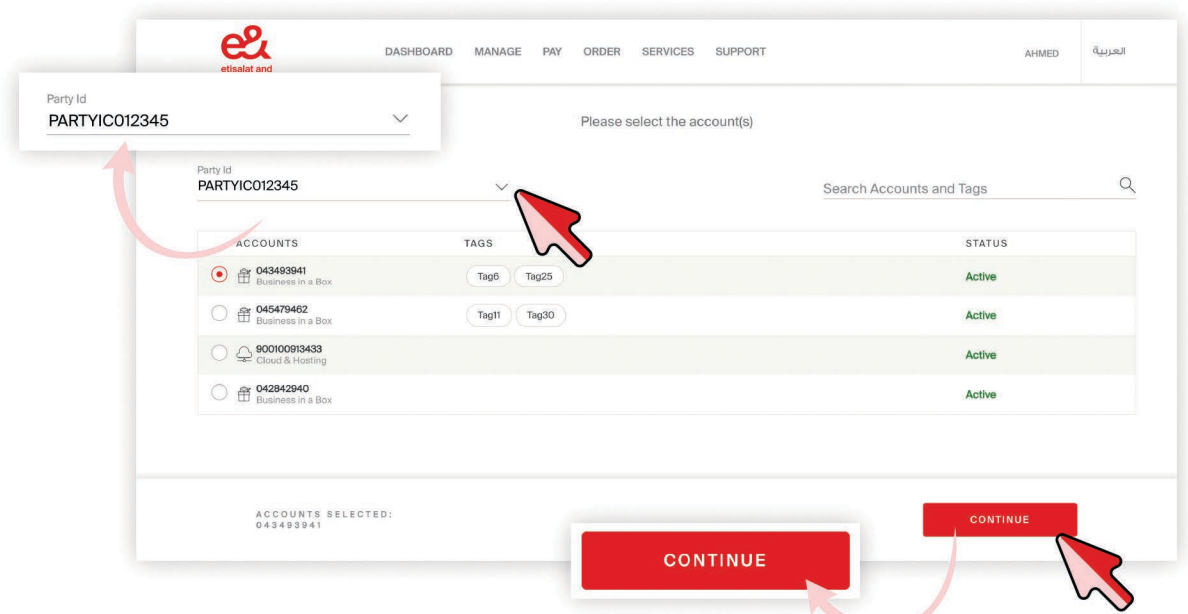 e&
etisalat and
DASHBOARD MANAGE PAY ORDER SERVICES SUPPORT
AHMED
العربية
Party Id
PARTYIC012345
Please select the account(s)
Party Id
PARTYIC012345
Search Accounts and Tags
ACCOUNTS TAGS STATUS
043493941
Business in a Box
Tag6 Tag25
Active
045479462
Business in a Box
Tag11 Tag30
Active
900100913433
Cloud & Hosting
Active
042842940
Business in a Box
Active
ACCOUNTS SELECTED:
043493941
CONTINUE
CONTINUE